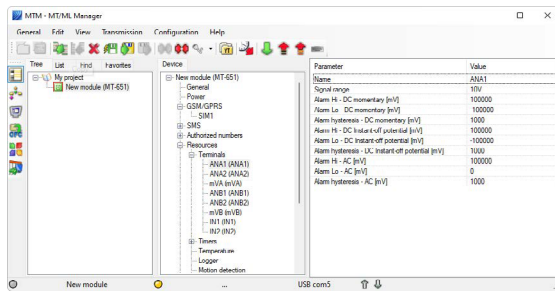 MTM - MT/ML Manager
General Edit View Transmission Configuration Help
Tree List Find Favorites
My project
New module (MT-651)
Device
New module (MT-651)
General
Power
GSM/GPRS
SIM1
SMS
Authorized numbers
Resources
Terminals
ANA1 (ANA1)
ANA2 (ANA2)
mVA (mVA)
ANB1 (ANB1)
ANB2 (ANB2)
mVB (mVB)
IN1 (IN1)
IN2 (IN2)
Timers
Temperature
Logger
Motion detection
Parameter Value
Name ANA1
Signal range 10V
Alarm Hi - DC momentary [mV] 100000
Alarm Lo - DC momentary [mV] -100000
Alarm hysteresis - DC momentary [mV] 1000
Alarm Hi - DC Instant-off potential [mV] 100000
Alarm Lo - DC Instant-off potential [mV] -100000
Alarm hysteresis - DC Instant-off potential [mV] 1000
Alarm Hi - AC [mV] 100000
Alarm Lo - AC [mV] 0
Alarm hysteresis - AC [mV] 1000
New module ... USB com5